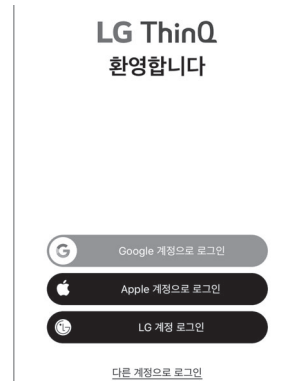 LG ThinQ
환영합니다
Google 계정으로 로그인
Apple 계정으로 로그인
LG 계정 로그인
다른 계정으로 로그인